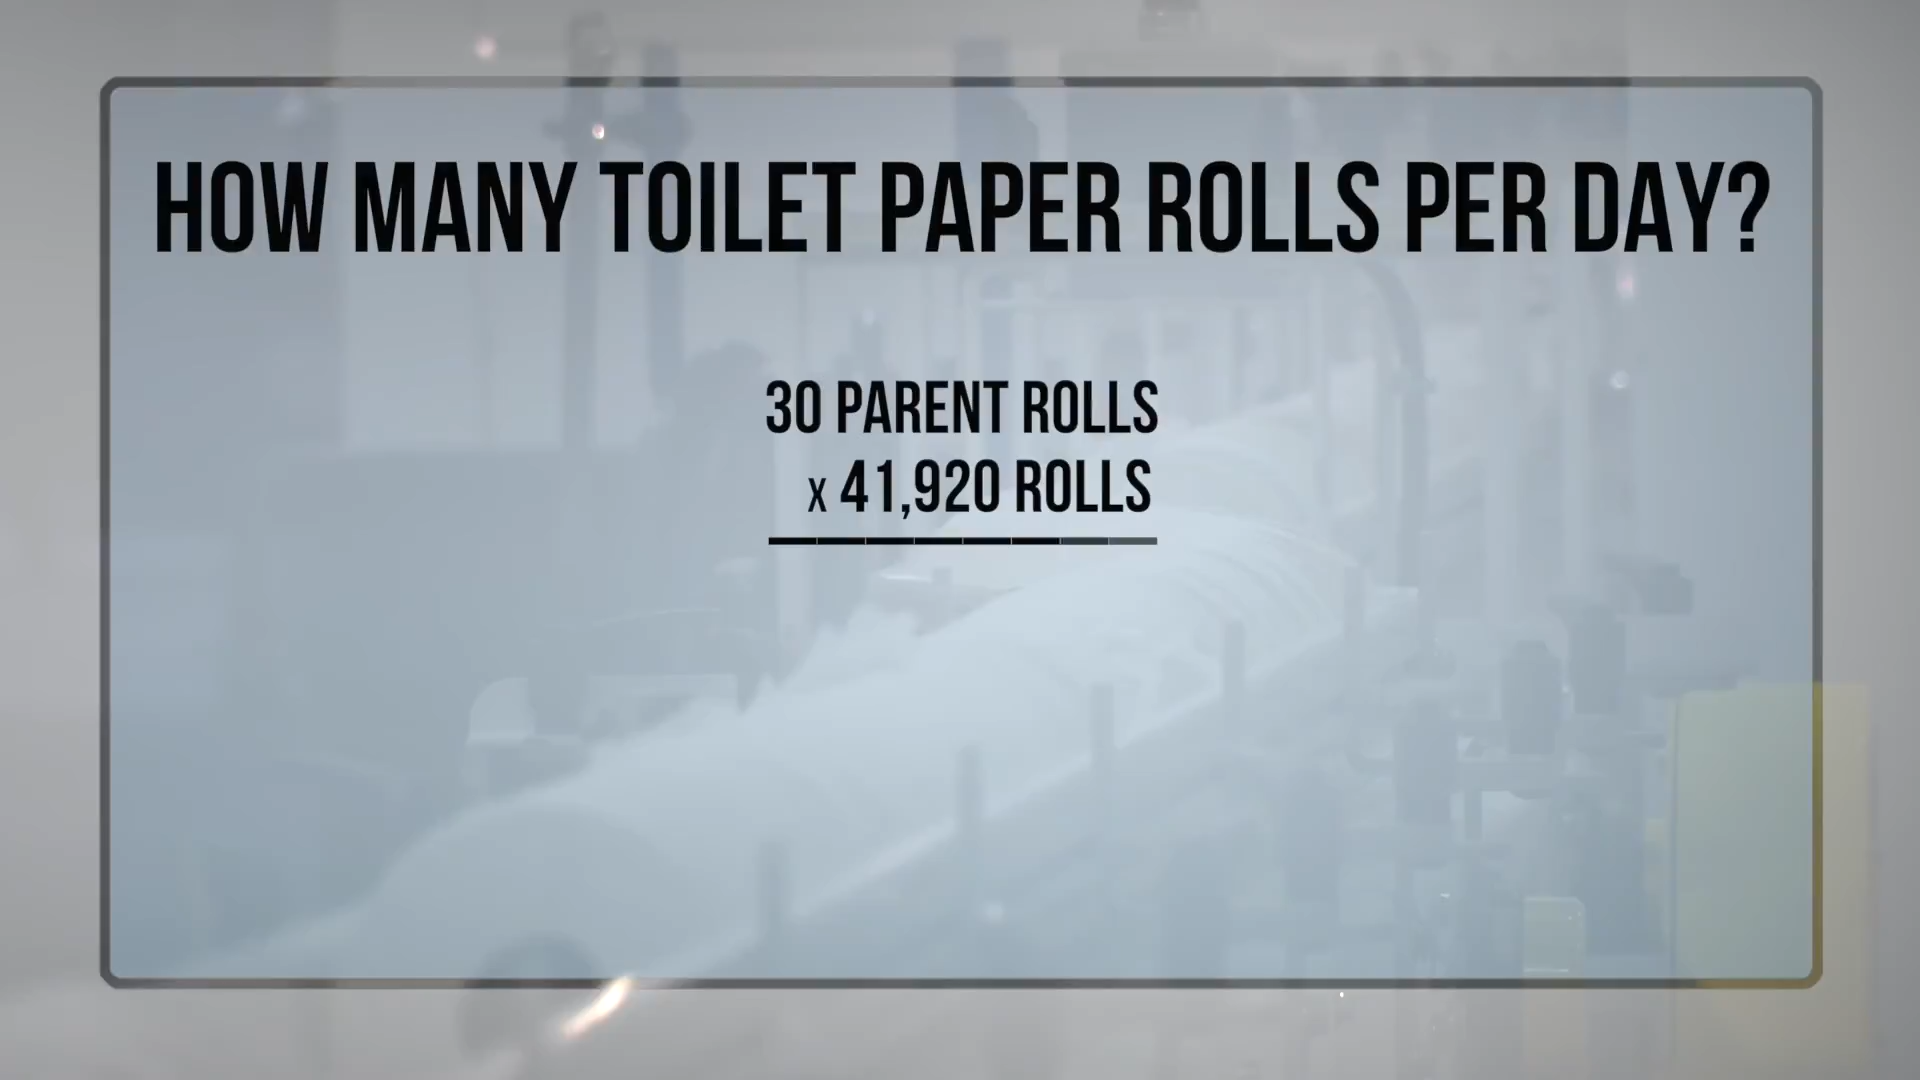 HOW MANY TOILET PAPER ROLLS PER DAY?
30 PARENT ROLLS
x 41,920 ROLLS